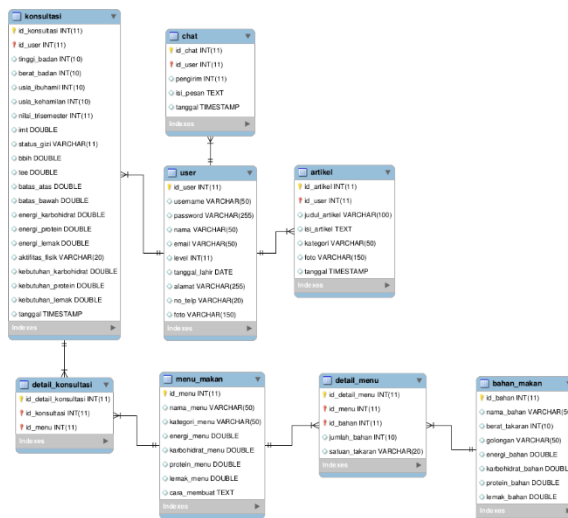 konsultasi
id_konsultasi INT(11)
id_user INT(11)
tinggi_badan INT(10)
berat_badan INT(10)
usia_ibuhamil INT(10)
usia_kehamilan INT(10)
nilai_trisemester INT(11)
imt DOUBLE
status_gizi VARCHAR(11)
bbih DOUBLE
tee DOUBLE
batas_atas DOUBLE
batas_bawah DOUBLE
energi_karbohidrat DOUBLE
energi_protein DOUBLE
energi_lemak DOUBLE
aktifitas_fisik VARCHAR(20)
kebutuhan_karbohidrat DOUBLE
kebutuhan_protein DOUBLE
kebutuhan_lemak DOUBLE
tanggal TIMESTAMP
Indexes
chat
id_chat INT(11)
id_user INT(11)
pengirim INT(11)
isi_pesan TEXT
tanggal TIMESTAMP
Indexes
user
id_user INT(11)
username VARCHAR(50)
password VARCHAR(255)
nama VARCHAR(50)
email VARCHAR(50)
level INT(11)
tanggal_lahir DATE
alamat VARCHAR(255)
no_telp VARCHAR(20)
foto VARCHAR(150)
Indexes
artikel
id_artikel INT(11)
id_user INT(11)
judul_artikel VARCHAR(100)
isi_artikel TEXT
kategori VARCHAR(50)
foto VARCHAR(150)
tanggal TIMESTAMP
Indexes
detail_konsultasi
id_detail_konsultasi INT(11)
id_konsultasi INT(11)
id_menu INT(11)
Indexes
menu_makan
id_menu INT(11)
nama_menu VARCHAR(50)
kategori_menu VARCHAR(50)
energi_menu DOUBLE
karbohidrat_menu DOUBLE
protein_menu DOUBLE
lemak_menu DOUBLE
cara_membuat TEXT
Indexes
detail_menu
id_detail_menu INT(11)
id_menu INT(11)
id_bahan INT(11)
jumlah_bahan INT(10)
satuan_takaran VARCHAR(20)
Indexes
bahan_makan
id_bahan INT(11)
nama_bahan VARCHAR(50
berat_takaran INT(10)
golongan VARCHAR(50)
energi_bahan DOUBLE
karbohidrat_bahan DOUBLE
protein_bahan DOUBLE
lemak_bahan DOUBLE
Indexes